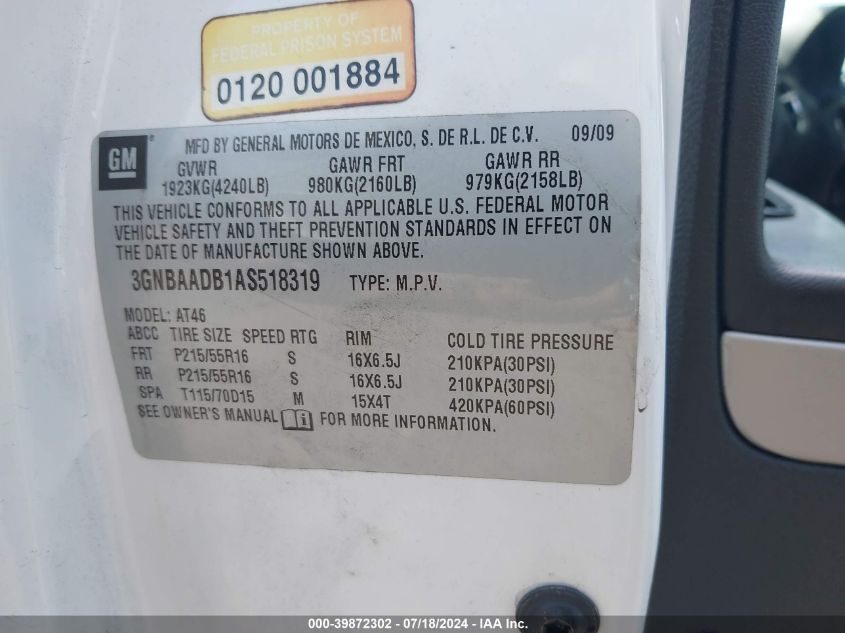 PROPERTY OF
FEDERAL PRISON SYSTEM
0120 001884
GM
MFD BY GENERAL MOTORS DE MEXICO, S. DE R.L. DE C.V. 09/09
GVWR GAWR FRT GAWR RR
1923KG(4240LB) 980KG(2160LB) 979KG(2158LB)
THIS VEHICLE CONFORMS TO ALL APPLICABLE U.S. FEDERAL MOTOR
VEHICLE SAFETY AND THEFT PREVENTION STANDARDS IN EFFECT ON
THE DATE OF MANUFACTURE SHOWN ABOVE.
3GNBAADB1AS518319 TYPE: M.P.V.
MODEL: AT46
ABCC TIRE SIZE SPEED RTG RIM COLD TIRE PRESSURE
FRT P215/55R16 S 16X6.5J 210KPA(30PSI)
RR P215/55R16 S 16X6.5J 210KPA(30PSI)
SPA T115/70D15 M 15X4T 420KPA(60PSI)
SEE OWNER'S MANUAL i FOR MORE INFORMATION.
000-39872302 - 07/18/2024 - IAA Inc.